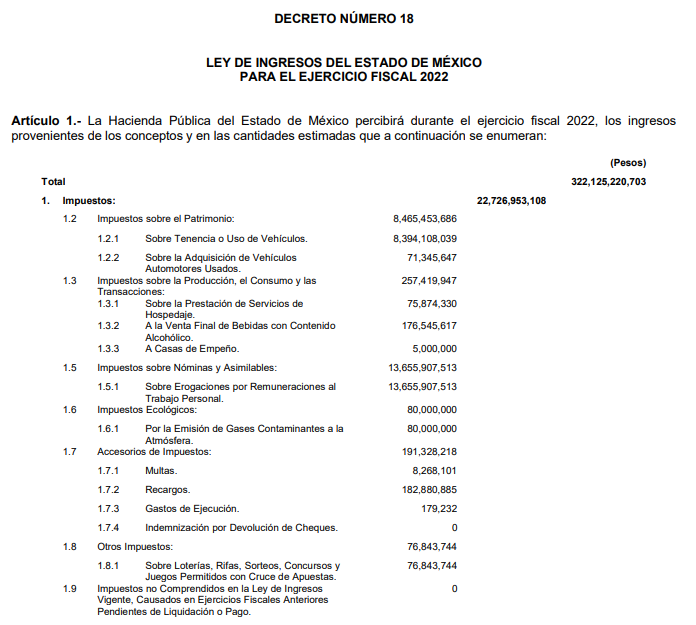 DECRETO NÚMERO 18
LEY DE INGRESOS DEL ESTADO DE MÉXICO
PARA EL EJERCICIO FISCAL 2022
Artículo 1.- La Hacienda Pública del Estado de México percibirá durante el ejercicio fiscal 2022, los ingresos
provenientes de los conceptos y en las cantidades estimadas que a continuación se enumeran:
(Pesos)
Total 322,125,220,703
1. Impuestos: 22,726,953,108
1.2 Impuestos sobre el Patrimonio: 8,465,453,686
1.2.1 Sobre Tenencia o Uso de Vehículos. 8,394,108,039
1.2.2 Sobre la Adquisición de Vehículos 71,345,647
Automotores Usados.
1.3 Impuestos sobre la Producción, el Consumo y las 257,419,947
Transacciones:
1.3.1 Sobre la Prestación de Servicios de 75,874,330
Hospedaje.
1.3.2 A la Venta Final de Bebidas con Contenido 176,545,617
Alcohólico.
1.3.3 A Casas de Empeño. 5,000,000
1.5 Impuestos sobre Nóminas y Asimilables: 13,655,907,513
1.5.1 Sobre Erogaciones por Remuneraciones al 13,655,907,513
Trabajo Personal.
1.6 Impuestos Ecológicos: 80,000,000
1.6.1 Por la Emisión de Gases Contaminantes a la 80,000,000
Atmósfera.
1.7 Accesorios de Impuestos: 191,328,218
1.7.1 Multas. 8,268,101
1.7.2 Recargos. 182,880,885
1.7.3 Gastos de Ejecución. 179,232
1.7.4 Indemnización por Devolución de Cheques. 0
1.8 Otros Impuestos: 76,843,744
1.8.1 Sobre Loterías, Rifas, Sorteos, Concursos y 76,843,744
Juegos Permitidos con Cruce de Apuestas.
1.9 Impuestos no Comprendidos en la Ley de Ingresos 0
Vigente, Causados en Ejercicios Fiscales Anteriores
Pendientes de Liquidación o Pago.